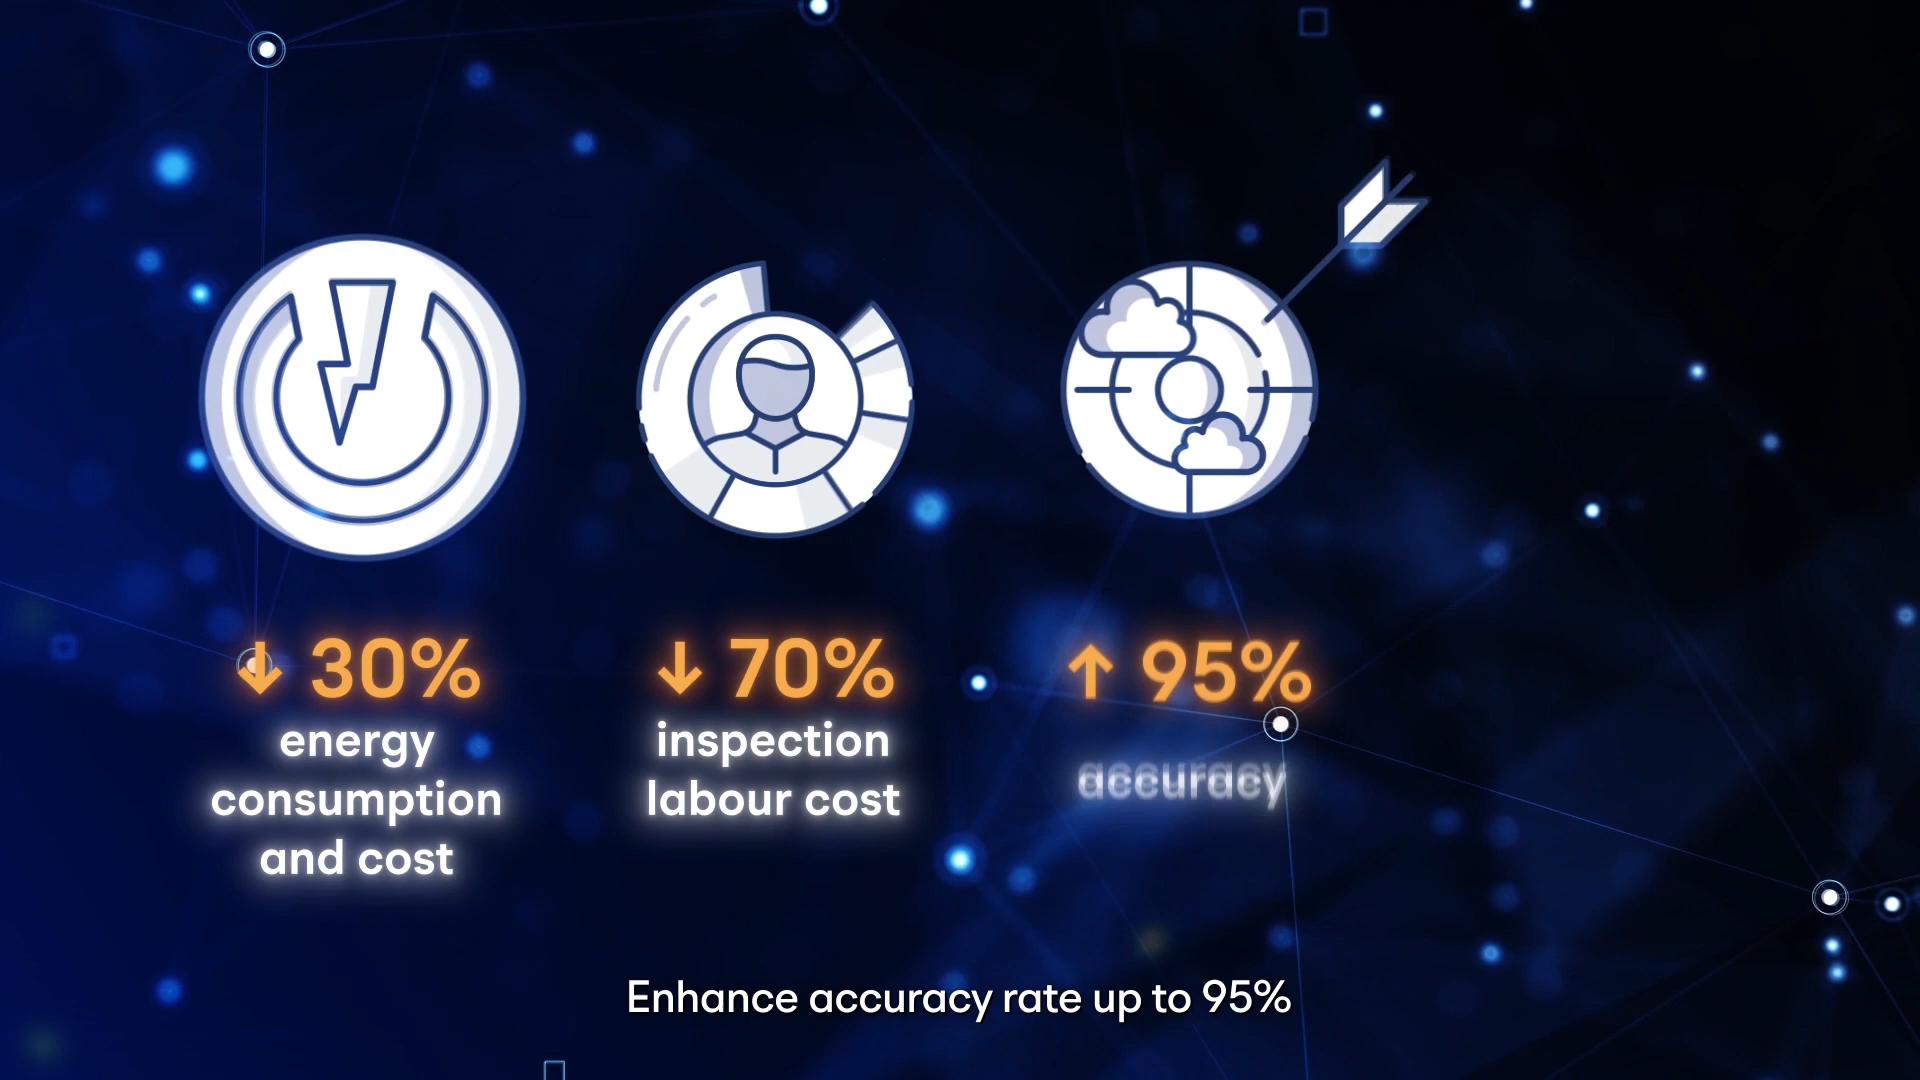 ↓ 30%
energy
consumption
and cost
↓ 70%
inspection
labour cost
↑ 95%
accuracy
Enhance accuracy rate up to 95%